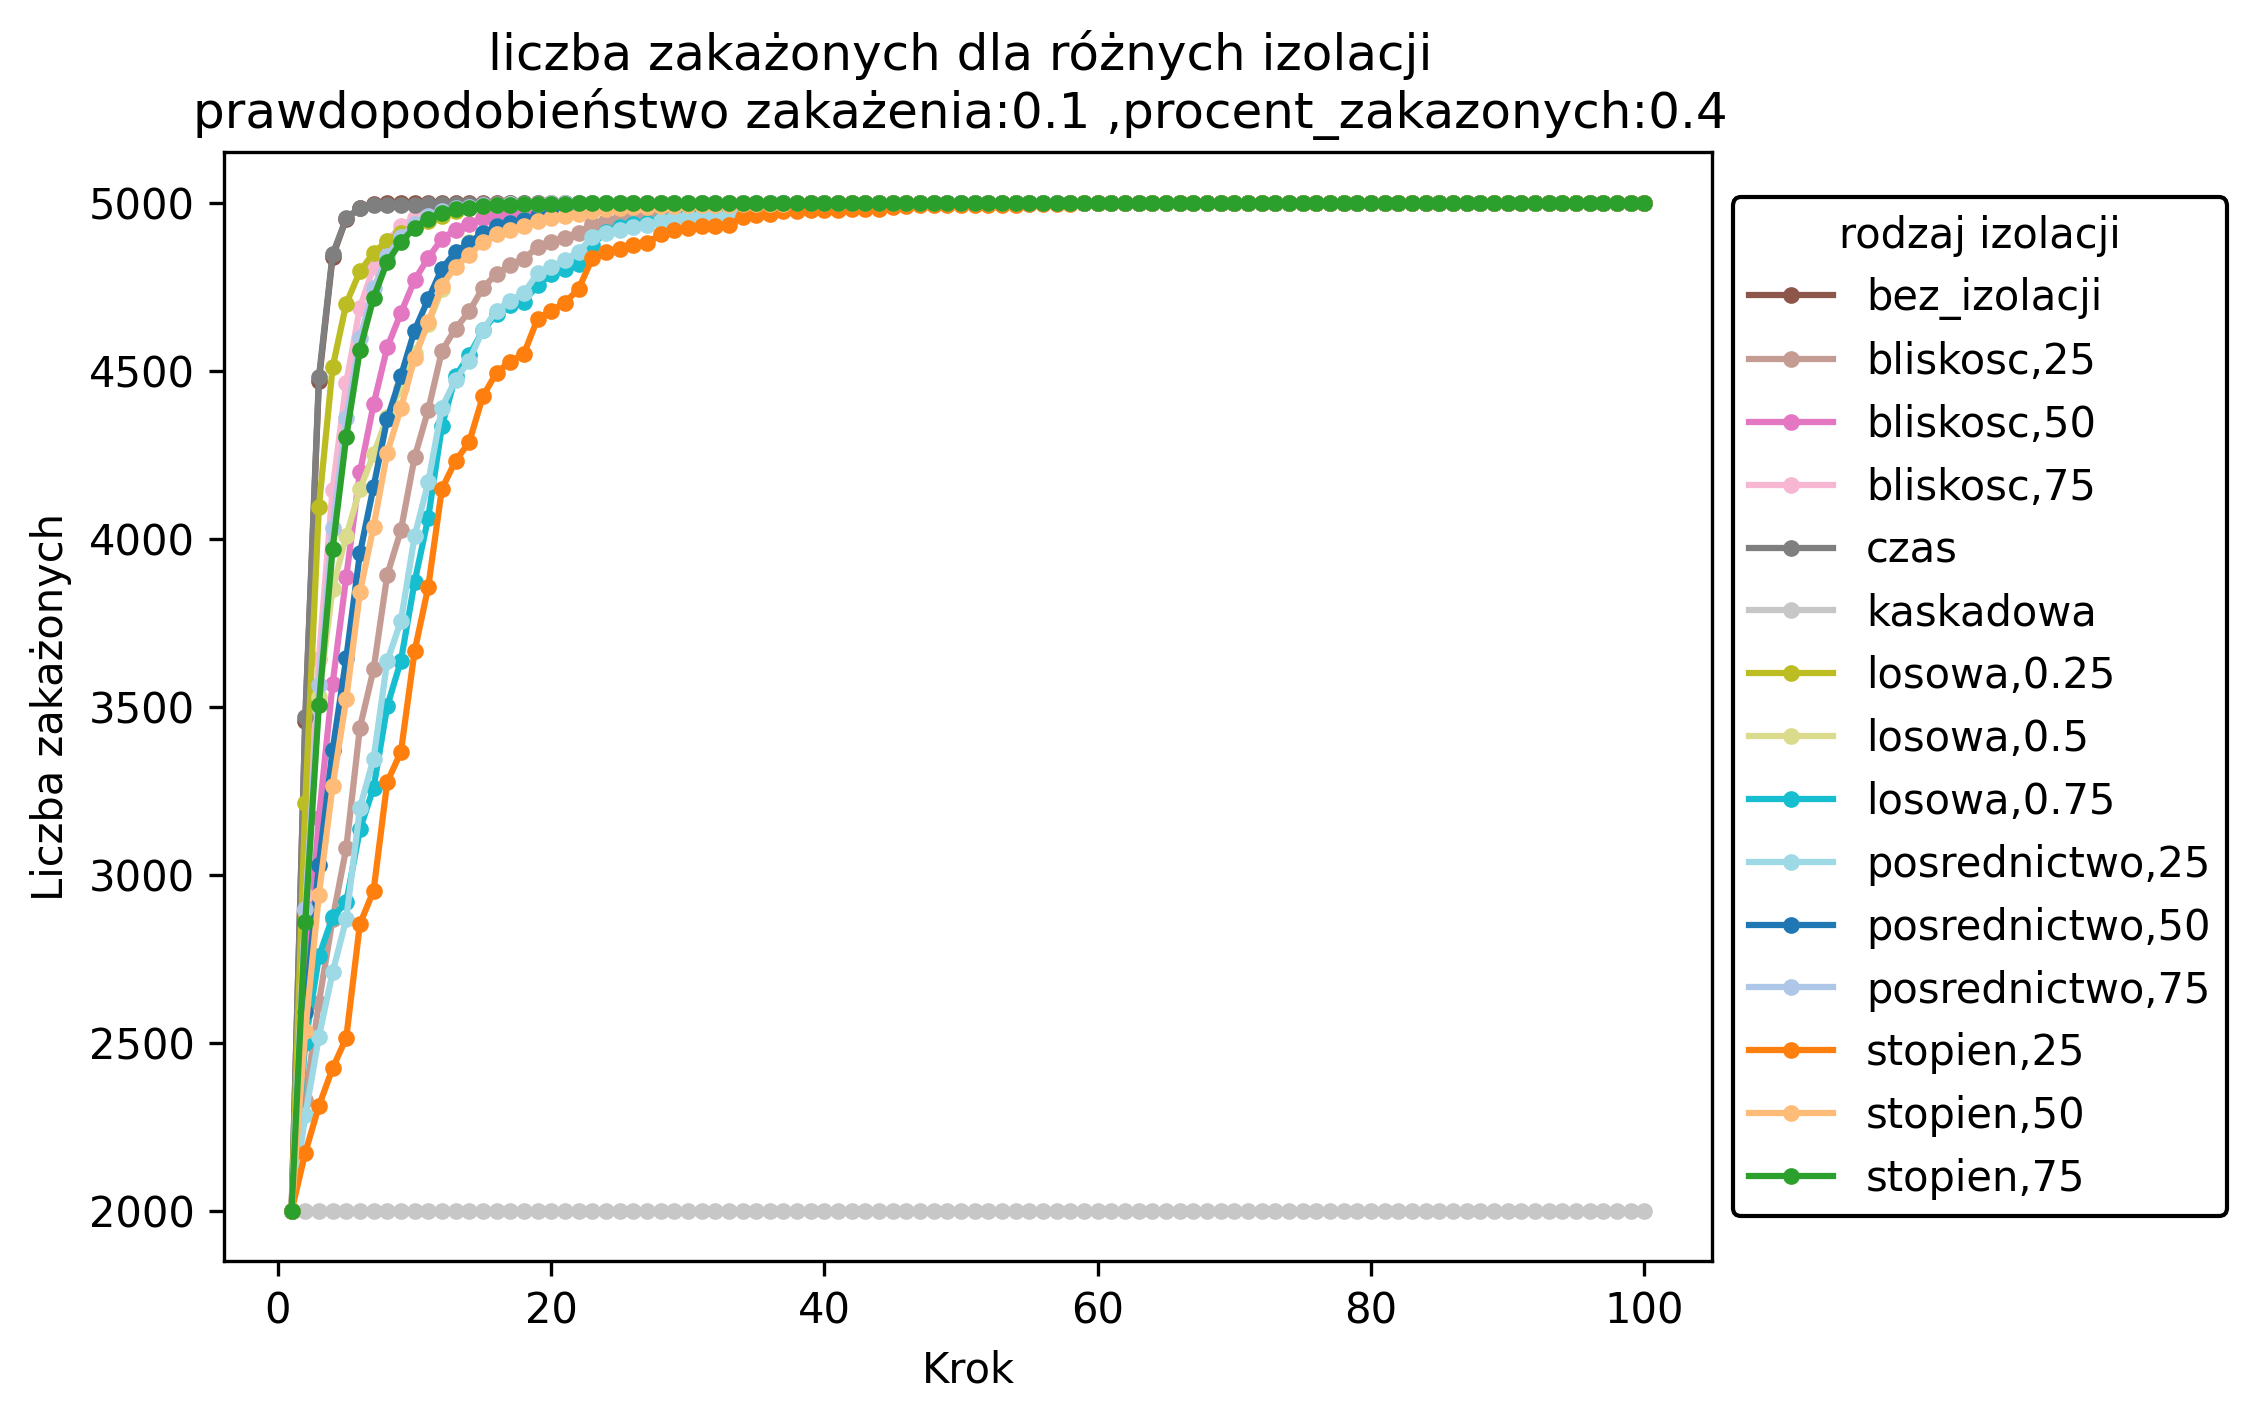 liczba zakażonych dla różnych izolacji
prawdopodobieństwo zakażenia:0.1 ,procent_zakazonych:0.4
Liczba zakażonych
5000
4500
4000
3500
3000
2500
2000
0
20
40
60
80
100
Krok
rodzaj izolacji
bez_izolacji
bliskosc,25
bliskosc,50
bliskosc,75
czas
kaskadowa
losowa,0.25
losowa,0.5
losowa,0.75
posrednictwo,25
posrednictwo,50
posrednictwo,75
stopien,25
stopien,50
stopien,75